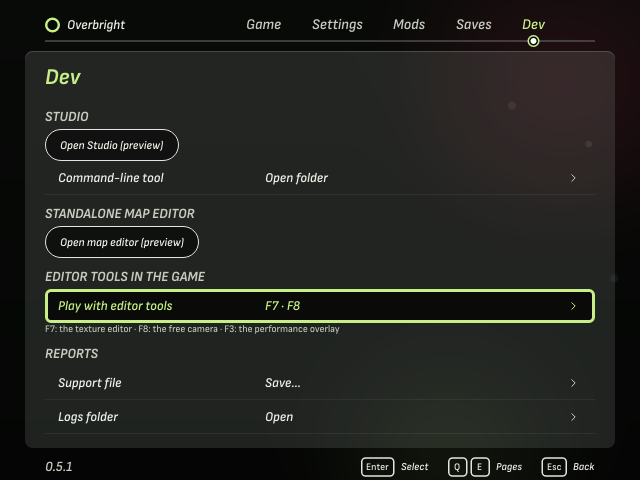 Overbright
Game Settings Mods Saves Dev
Dev
STUDIO
Open Studio (preview)
Command-line tool Open folder
STANDALONE MAP EDITOR
Open map editor (preview)
EDITOR TOOLS IN THE GAME
Play with editor tools F7 · F8
F7: the texture editor · F8: the free camera · F3: the performance overlay
REPORTS
Support file Save...
Logs folder Open
0.5.1 Enter Select Q E Pages Esc Back